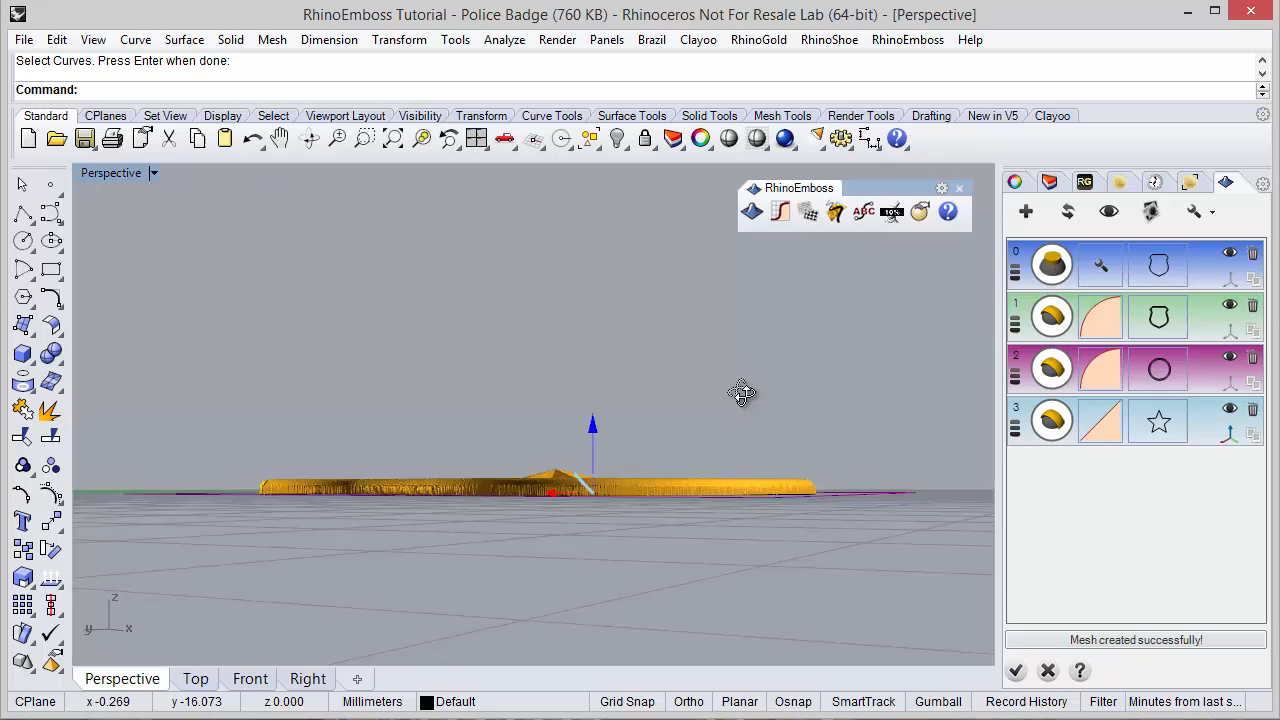 RhinoEmboss Tutorial - Police Badge (760 KB) - Rhinoceros Not For Resale Lab (64-bit) - [Perspective]
File Edit View Curve Surface Solid Mesh Dimension Transform Tools Analyze Render Panels Brazil Clayoo RhinoGold RhinoShoe RhinoEmboss Help
Select Curves. Press Enter when done:
Command:
Standard CPlanes Set View Display Select Viewport Layout Visibility Transform Curve Tools Surface Tools Solid Tools Mesh Tools Render Tools Drafting New in V5 Clayoo
Perspective
RhinoEmboss
RG
ABC
10%
0
1
2
3
z
y x
Mesh created successfully!
Perspective Top Front Right
CPlane x -0.269 y -16.073 z 0.000 Millimeters Default Grid Snap Ortho Planar Osnap SmartTrack Gumball Record History Filter Minutes from last s...